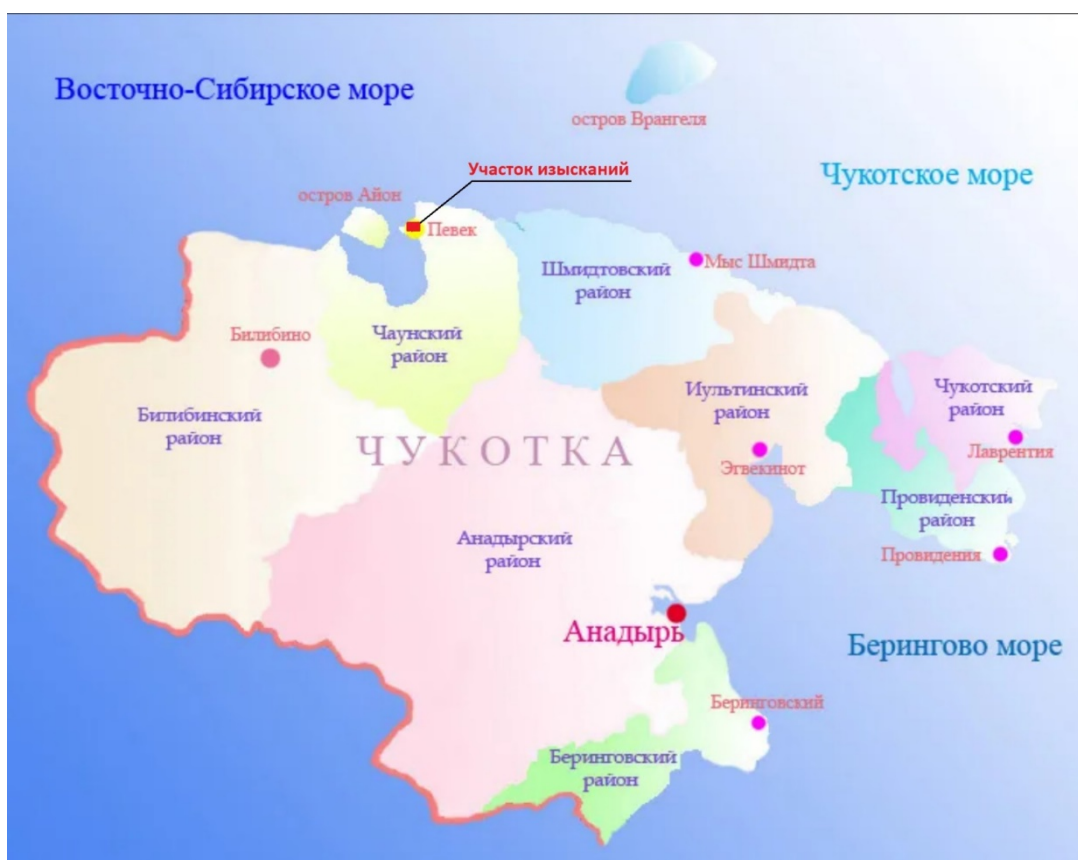 Восточно-Сибирское море
остров Врангеля
Участок изысканий
Чукотское море
остров Айон
Певек
Мыс Шмидта
Шмидтовский
район
Билибино
Чаунский
район
Иультинский
район
Чукотский
район
Билибинский
район
ЧУКОТКА
Лаврентия
Эгвекинот
Провиденский
район
Анадырский
район
Провидения
Анадырь
Берингово море
Беринговский
Беринговский
район